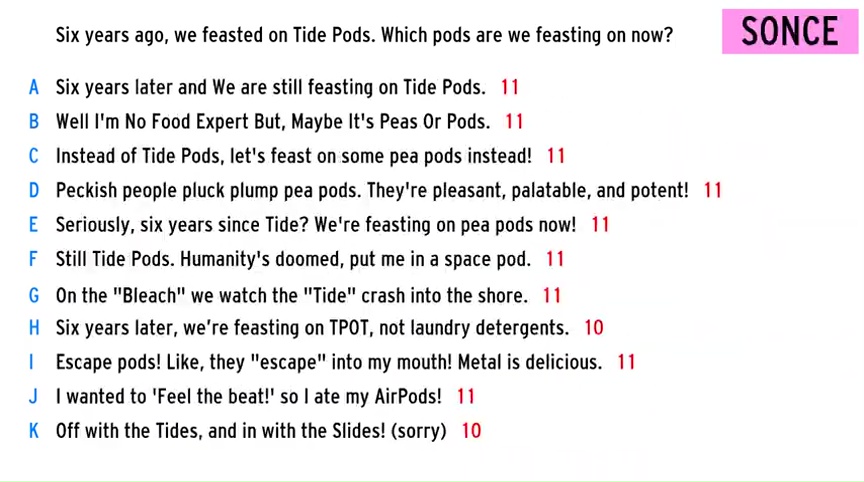 Six years ago, we feasted on Tide Pods. Which pods are we feasting on now?
SONCE
A Six years later and We are still feasting on Tide Pods. 11
B Well I'm No Food Expert But, Maybe It's Peas Or Pods. 11
C Instead of Tide Pods, let's feast on some pea pods instead! 11
D Peckish people pluck plump pea pods. They're pleasant, palatable, and potent! 11
E Seriously, six years since Tide? We're feasting on pea pods now! 11
F Still Tide Pods. Humanity's doomed, put me in a space pod. 11
G On the "Bleach" we watch the "Tide" crash into the shore. 11
H Six years later, we're feasting on TPOT, not laundry detergents. 10
I Escape pods! Like, they "escape" into my mouth! Metal is delicious. 11
J I wanted to 'Feel the beat!' so I ate my AirPods! 11
K Off with the Tides, and in with the Slides! (sorry) 10